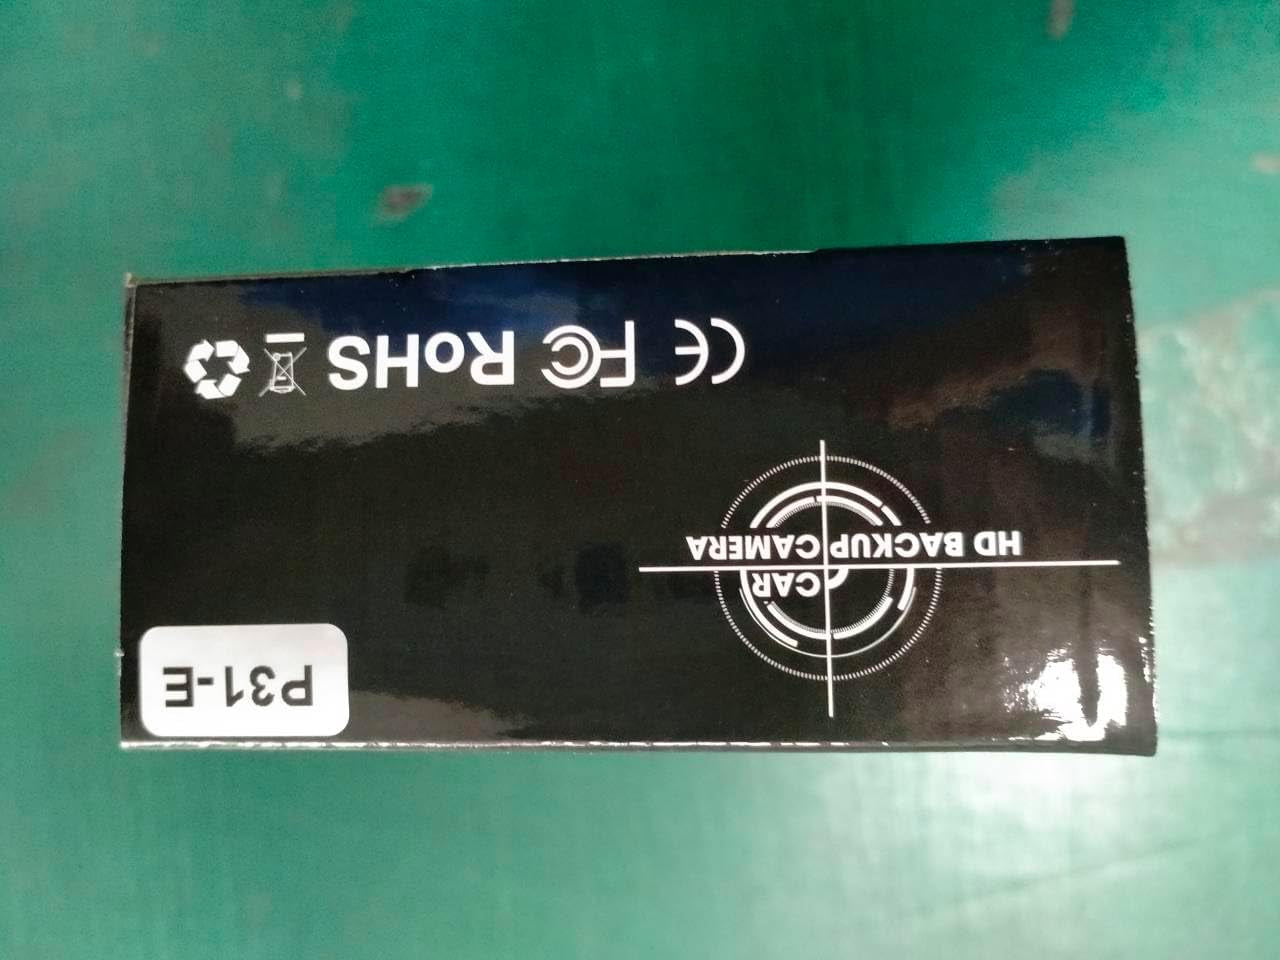 P31-E
CAR
HD BACKUP CAMERA
CE FC RoHS